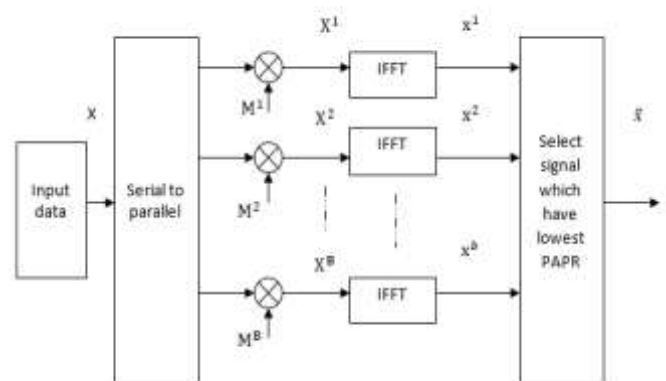 X¹
x¹
IFFT
M¹
X
X²
x²
x̃
IFFT
Input
data
Serial to
parallel
M²
Select
signal
which
have
lowest
PAPR
Xᴮ
xᴮ
IFFT
Mᴮ